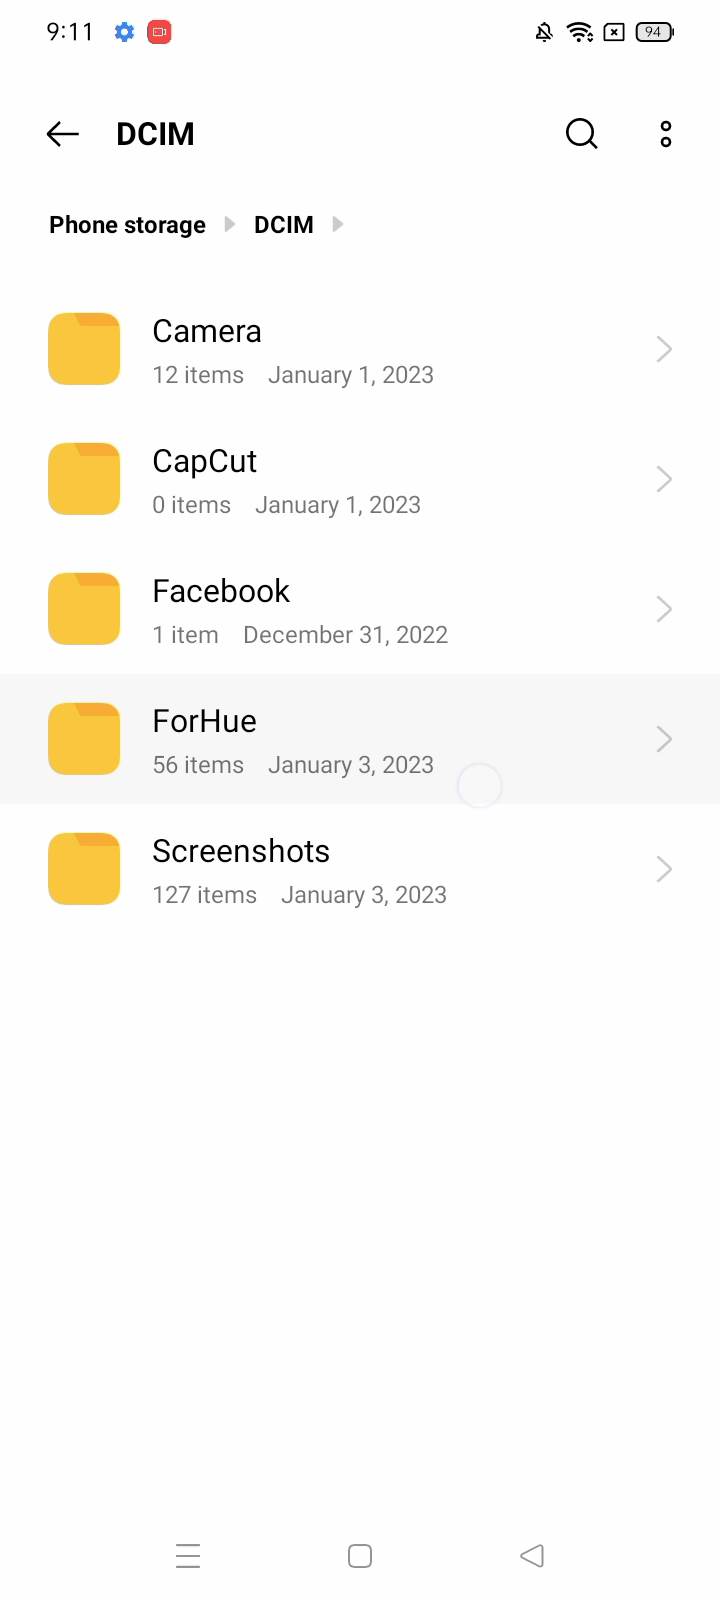 9:11 94
DCIM
Phone storage DCIM
Camera
12 items January 1, 2023
CapCut
0 items January 1, 2023
Facebook
1 item December 31, 2022
ForHue
56 items January 3, 2023
Screenshots
127 items January 3, 2023